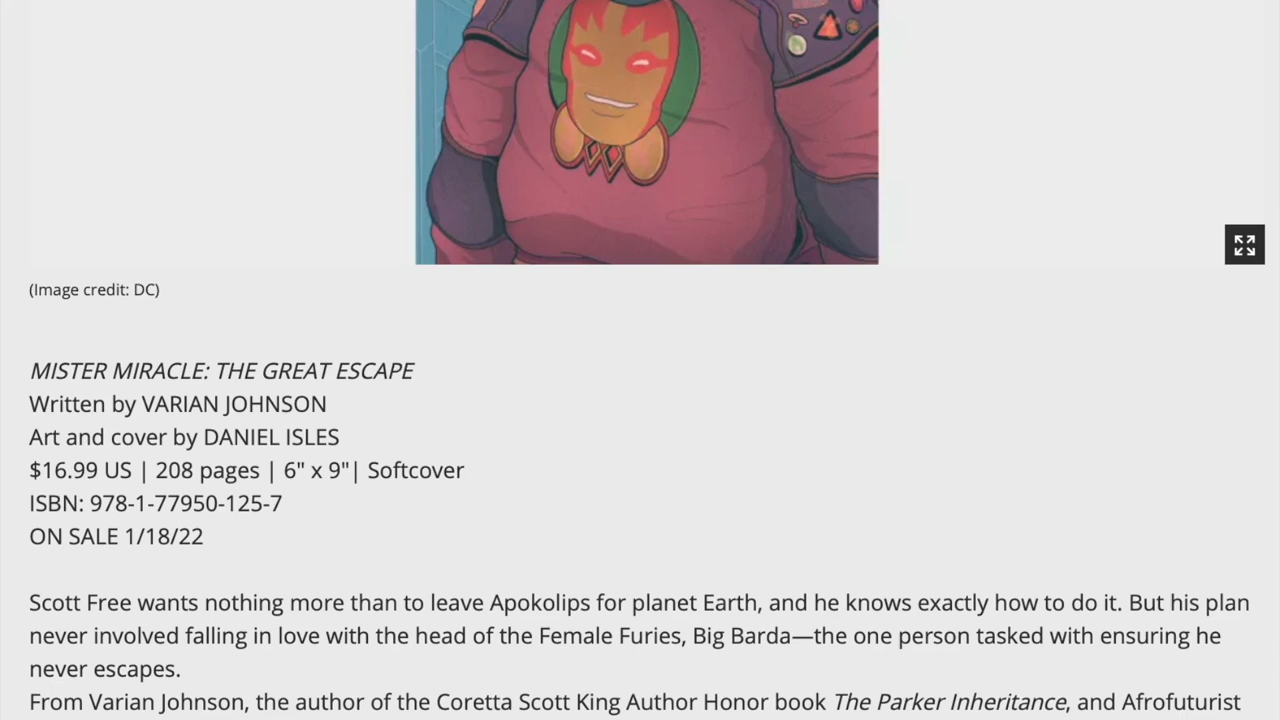 (Image credit: DC)
MISTER MIRACLE: THE GREAT ESCAPE
Written by VARIAN JOHNSON
Art and cover by DANIEL ISLES
$16.99 US | 208 pages | 6" x 9"| Softcover
ISBN: 978-1-77950-125-7
ON SALE 1/18/22
Scott Free wants nothing more than to leave Apokolips for planet Earth, and he knows exactly how to do it. But his plan
never involved falling in love with the head of the Female Furies, Big Barda—the one person tasked with ensuring he
never escapes.
From Varian Johnson, the author of the Coretta Scott King Author Honor book The Parker Inheritance, and Afrofuturist